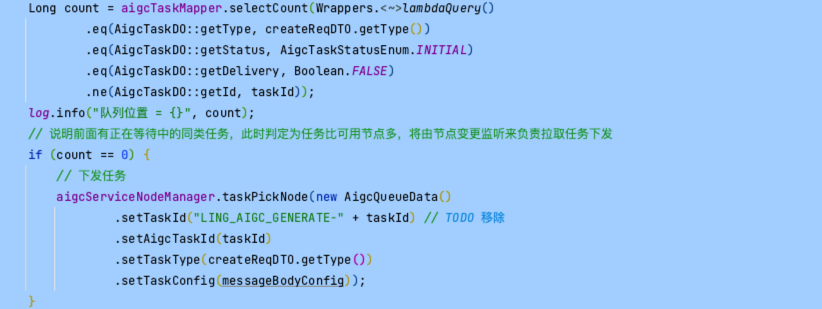 Long count = aigcTaskMapper.selectCount(Wrappers.<~>lambdaQuery()
.eq(AigcTaskDO::getType, createReqDTO.getType())
.eq(AigcTaskDO::getStatus, AigcTaskStatusEnum.INITIAL)
.eq(AigcTaskDO::getDelivery, Boolean.FALSE)
.ne(AigcTaskDO::getId, taskId));
log.info("队列位置 = {}", count);
// 说明前面有正在等待中的同类任务，此时判定为任务比可用节点多，将由节点变更监听来负责拉取任务下发
if (count == 0) {
// 下发任务
aigcServiceNodeManager.taskPickNode(new AigcQueueData()
.setTaskId("LING_AIGC_GENERATE-" + taskId) // TODO 移除
.setAigcTaskId(taskId)
.setTaskType(createReqDTO.getType())
.setTaskConfig(messageBodyConfig));
}